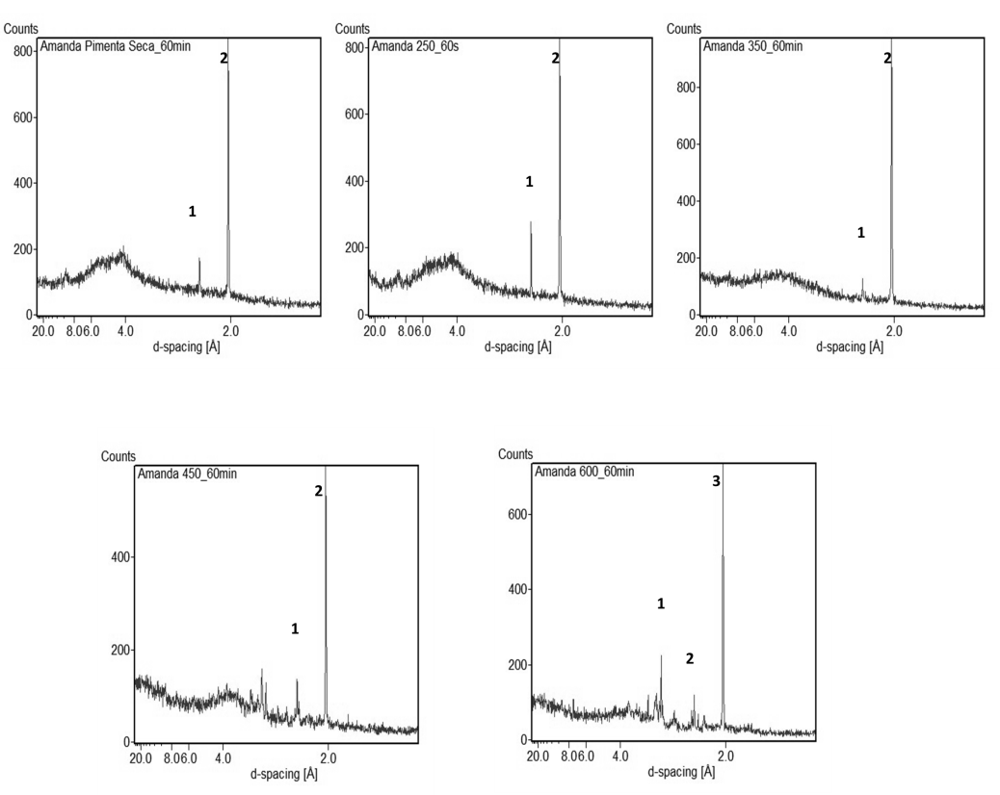 Counts
Amanda Pimenta Seca_60min
800
2
600
400
1
200
0
20.0 8.06.0 4.0 2.0
d-spacing [Å]
Counts
Amanda 250_60s
800
2
600
400
1
200
0
20.0 8.06.0 4.0 2.0
d-spacing [Å]
Counts
Amanda 350_60min
2
800
600
400
1
200
0
20.0 8.06.0 4.0 2.0
d-spacing [Å]
Counts
Amanda 450_60min
2
400
1
200
0
20.0 8.06.0 4.0 2.0
d-spacing [Å]
Counts
Amanda 600_60min
3
600
400
1
2
200
0
20.0 8.06.0 4.0 2.0
d-spacing [Å]